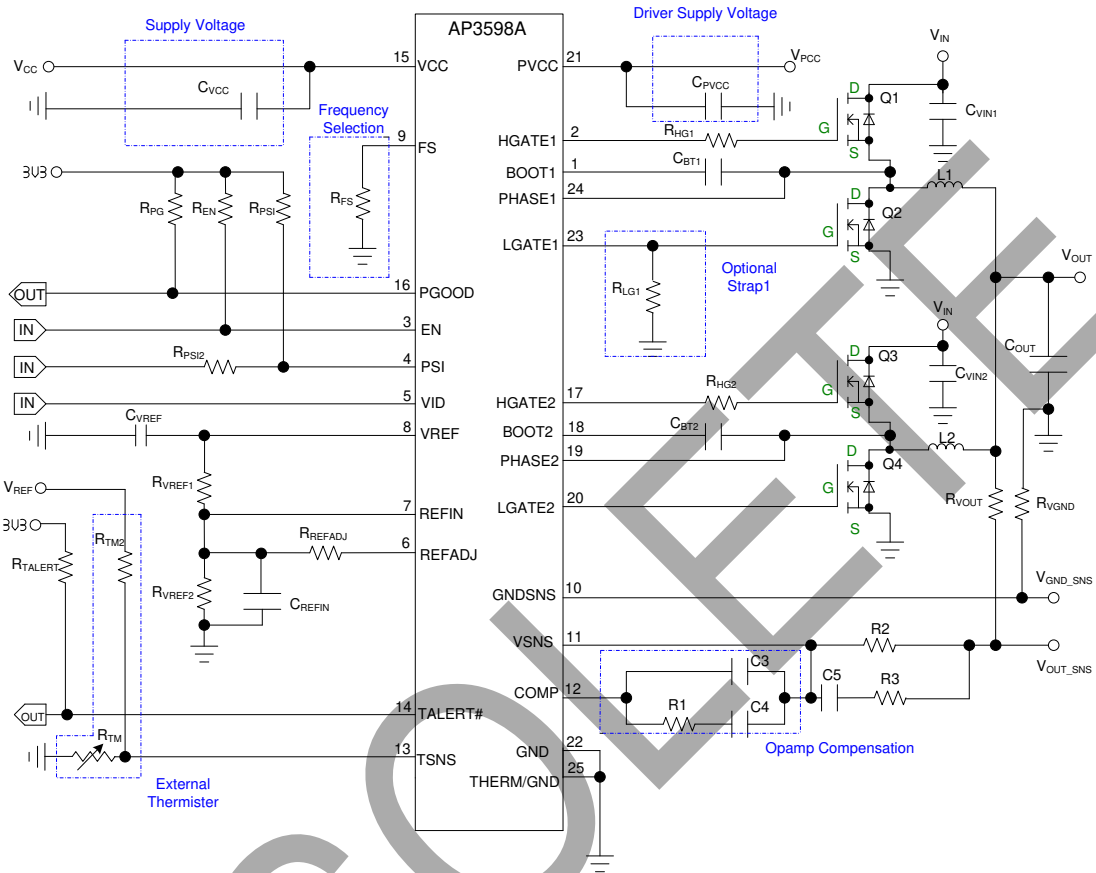 Supply Voltage
Driver Supply Voltage
AP3598A
VCC
CVCC
15
VCC
PVCC
21
VPCC
CPVCC
VIN
Frequency
Selection
9
FS
RFS
D
Q1
G
S
CVIN1
HGATE1
2
RHG1
BOOT1
1
CBT1
PHASE1
24
L1
3V3
RPG
REN
RPSI
D
Q2
G
S
LGATE1
23
RLG1
Optional
Strap1
VOUT
OUT
16
PGOOD
IN
3
EN
VIN
COUT
IN
RPSI2
4
PSI
D
Q3
G
S
CVIN2
IN
5
VID
HGATE2
17
RHG2
CVREF
8
VREF
BOOT2
18
CBT2
PHASE2
19
L2
D
Q4
G
S
VREF
RVREF1
LGATE2
20
RVOUT
RVGND
3V3
7
REFIN
RTALERT
RTM2
RREFADJ
6
REFADJ
RVREF2
CREFIN
GNDSNS
10
VGND_SNS
VSNS
11
R2
VOUT_SNS
C3
COMP
12
R1
C4
C5
R3
Opamp Compensation
OUT
14
TALERT#
RTM
13
TSNS
GND
22
THERM/GND
25
External
Thermister
OBSOLETE